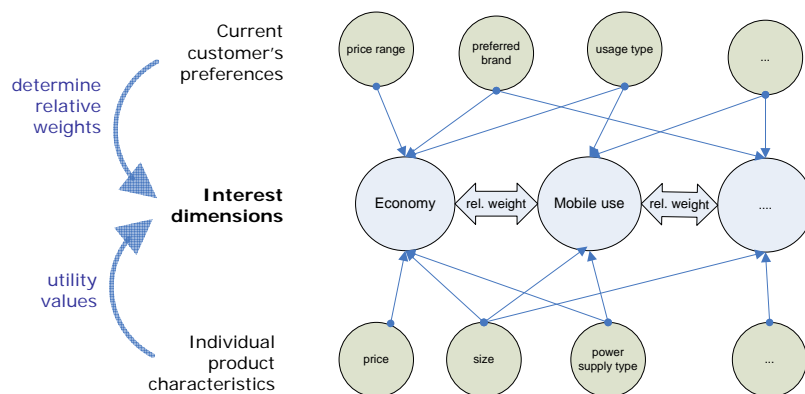 Current
customer's
preferences
price range
preferred
brand
usage type
...
determine
relative
weights
Interest
dimensions
Economy
rel. weight
Mobile use
rel. weight
....
utility
values
Individual
product
characteristics
price
size
power
supply type
...